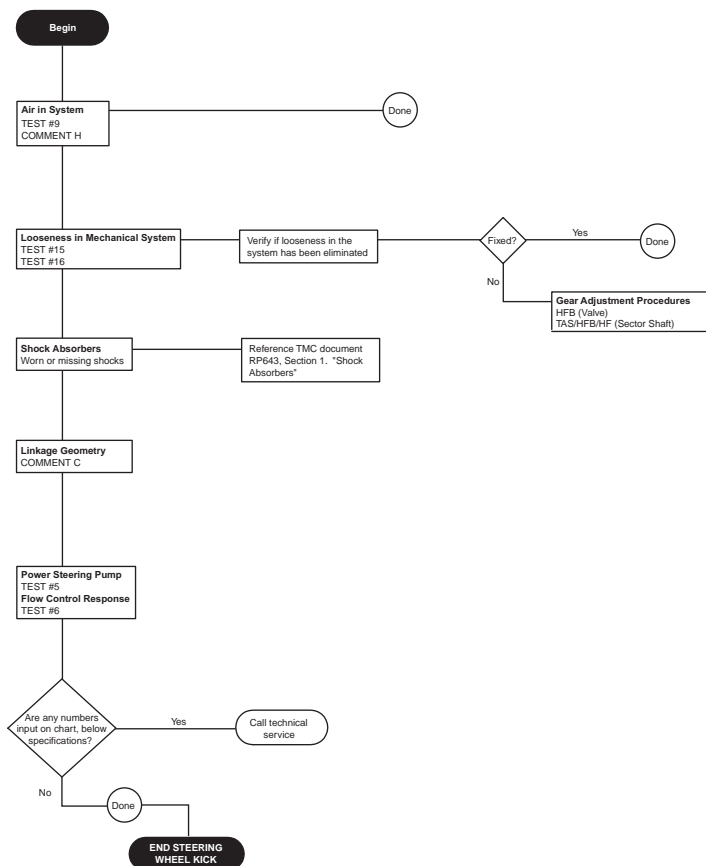 Begin
Air in System
TEST #9
COMMENT H
Done
Looseness in Mechanical System
TEST #15
TEST #16
Verify if looseness in the
system has been eliminated
Fixed?
Yes
Done
No
Gear Adjustment Procedures
HFB (Valve)
TAS/HFB/HF (Sector Shaft)
Shock Absorbers
Worn or missing shocks
Reference TMC document
RP643, Section 1. "Shock
Absorbers"
Linkage Geometry
COMMENT C
Power Steering Pump
TEST #5
Flow Control Response
TEST #6
Are any numbers
input on chart, below
specifications?
Yes
Call technical
service
No
Done
END STEERING
WHEEL KICK